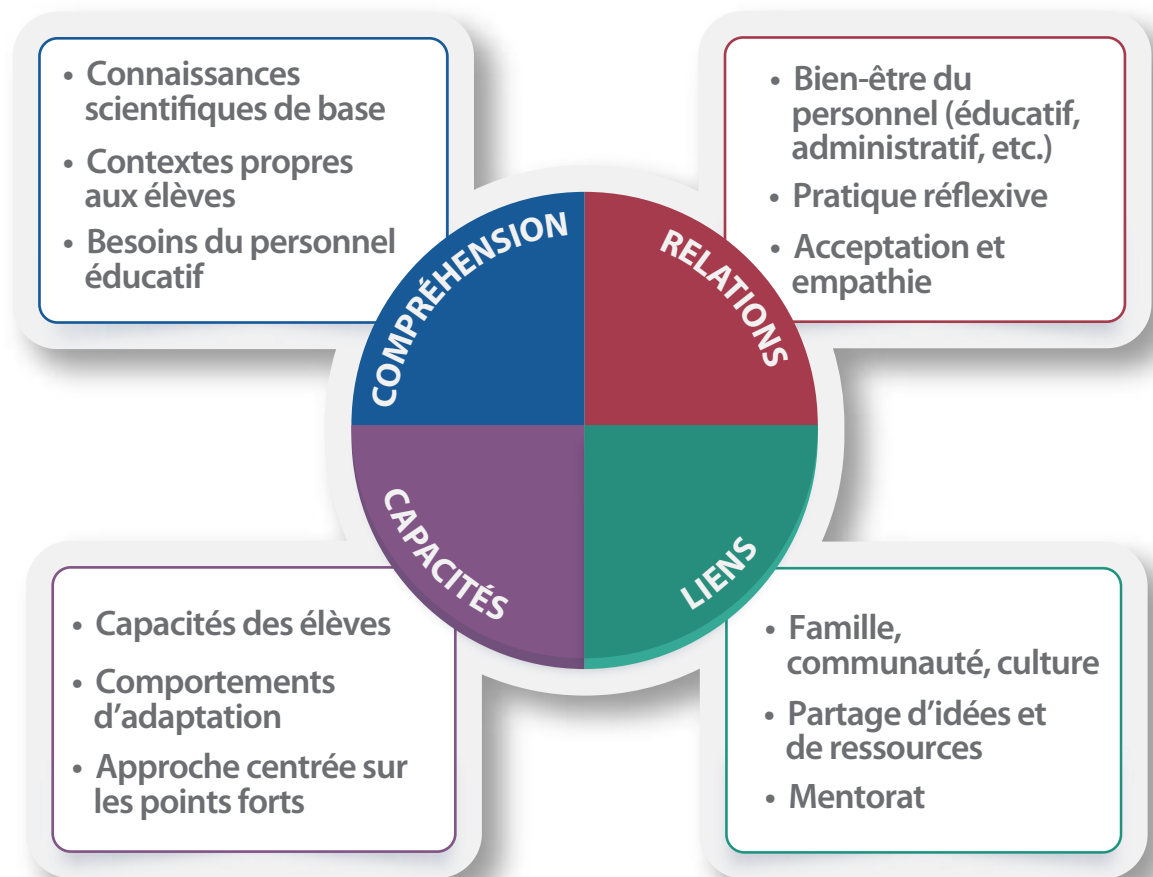 • Connaissances
scientifiques de base
• Contextes propres
aux élèves
• Besoins du personnel
éducatif
• Bien-être du
personnel (éducatif,
administratif, etc.)
• Pratique réflexive
• Acceptation et
empathie
COMPRÉHENSION
RELATIONS
CAPACITÉS
LIENS
• Capacités des élèves
• Comportements
d’adaptation
• Approche centrée sur
les points forts
• Famille,
communauté, culture
• Partage d’idées et
de ressources
• Mentorat